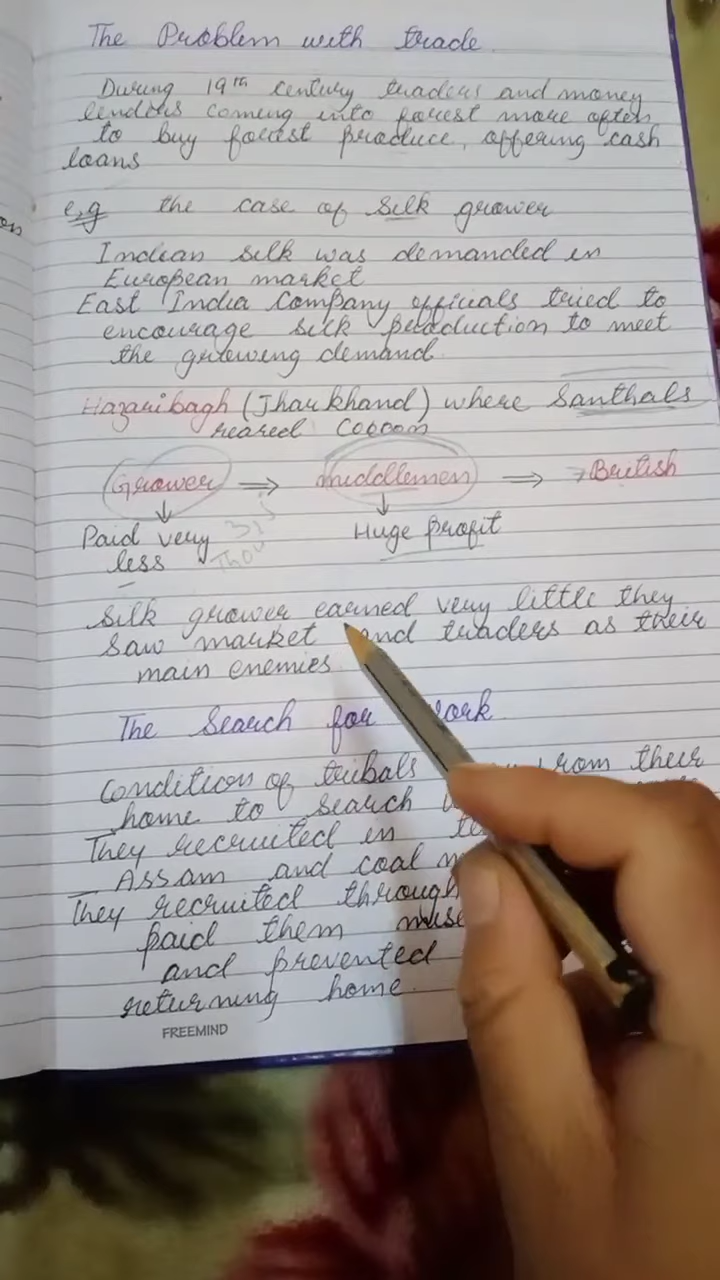 The Problem with trade
During 19th century traders and money
lenders coming into forest more often
to buy forest produce, offering cash
loans
e,g the case of Silk grower
Indian silk was demanded in
European market
East India Company officials tried to
encourage silk production to meet
the growing demand
Hazaribagh (Jharkhand) where Santhals
reared cocoon
Grower ⇒ middlemen ⇒ British
Paid very less
Huge profit
Silk grower earned very little they
saw market and traders as their
main enemies
The Search for work
Condition of tribals from their
home to search
They recruited in
Assam and coal
They recruited through
paid them
and prevented
returning home.
FREEMIND